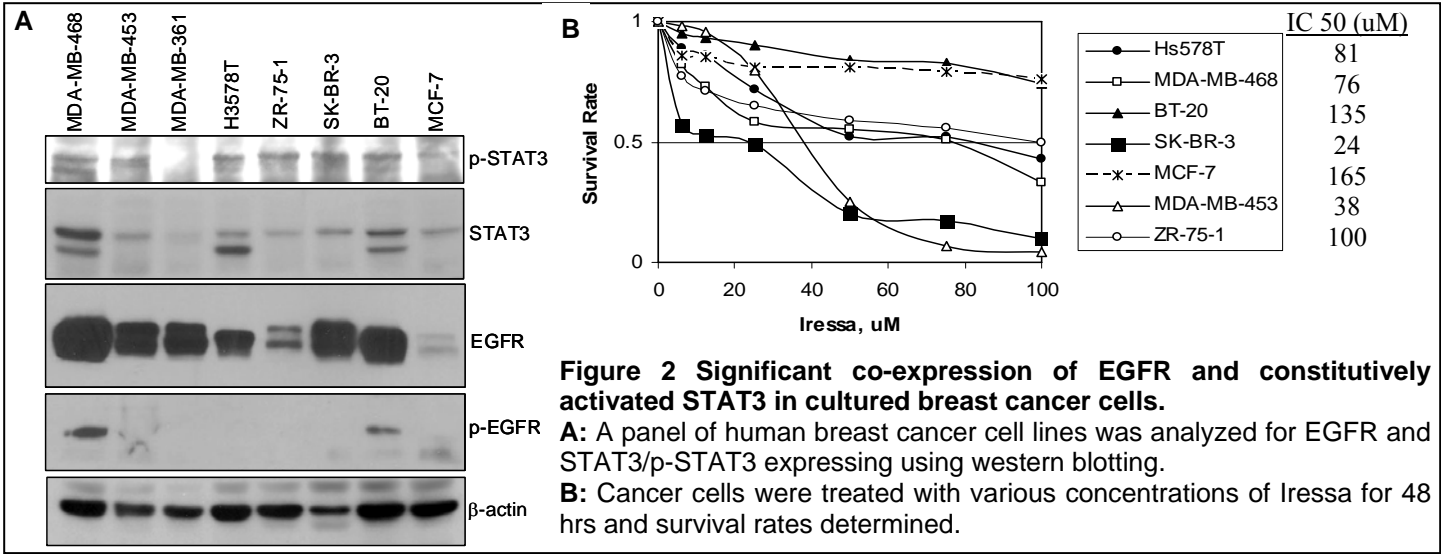 A
MDA-MB-468
MDA-MB-453
MDA-MB-361
H3578T
ZR-75-1
SK-BR-3
BT-20
MCF-7
p-STAT3
STAT3
EGFR
p-EGFR
β-actin
B
Survival Rate
1
0.5
0
0 20 40 60 80 100
Iressa, uM
IC 50 (uM)
Hs578T 81
MDA-MB-468 76
BT-20 135
SK-BR-3 24
MCF-7 165
MDA-MB-453 38
ZR-75-1 100
Figure 2 Significant co-expression of EGFR and constitutively
activated STAT3 in cultured breast cancer cells.
A: A panel of human breast cancer cell lines was analyzed for EGFR and
STAT3/p-STAT3 expressing using western blotting.
B: Cancer cells were treated with various concentrations of Iressa for 48
hrs and survival rates determined.